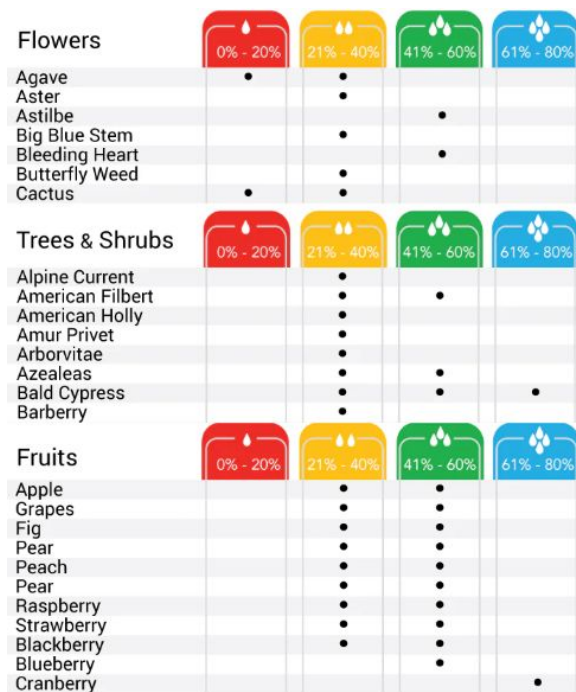 Flowers
0% - 20% 21% - 40% 41% - 60% 61% - 80%
Agave
Aster
Astilbe
Big Blue Stem
Bleeding Heart
Butterfly Weed
Cactus
Trees & Shrubs
0% - 20% 21% - 40% 41% - 60% 61% - 80%
Alpine Current
American Filbert
American Holly
Amur Privet
Arborvitae
Azealeas
Bald Cypress
Barberry
Fruits
0% - 20% 21% - 40% 41% - 60% 61% - 80%
Apple
Grapes
Fig
Pear
Peach
Pear
Raspberry
Strawberry
Blackberry
Blueberry
Cranberry